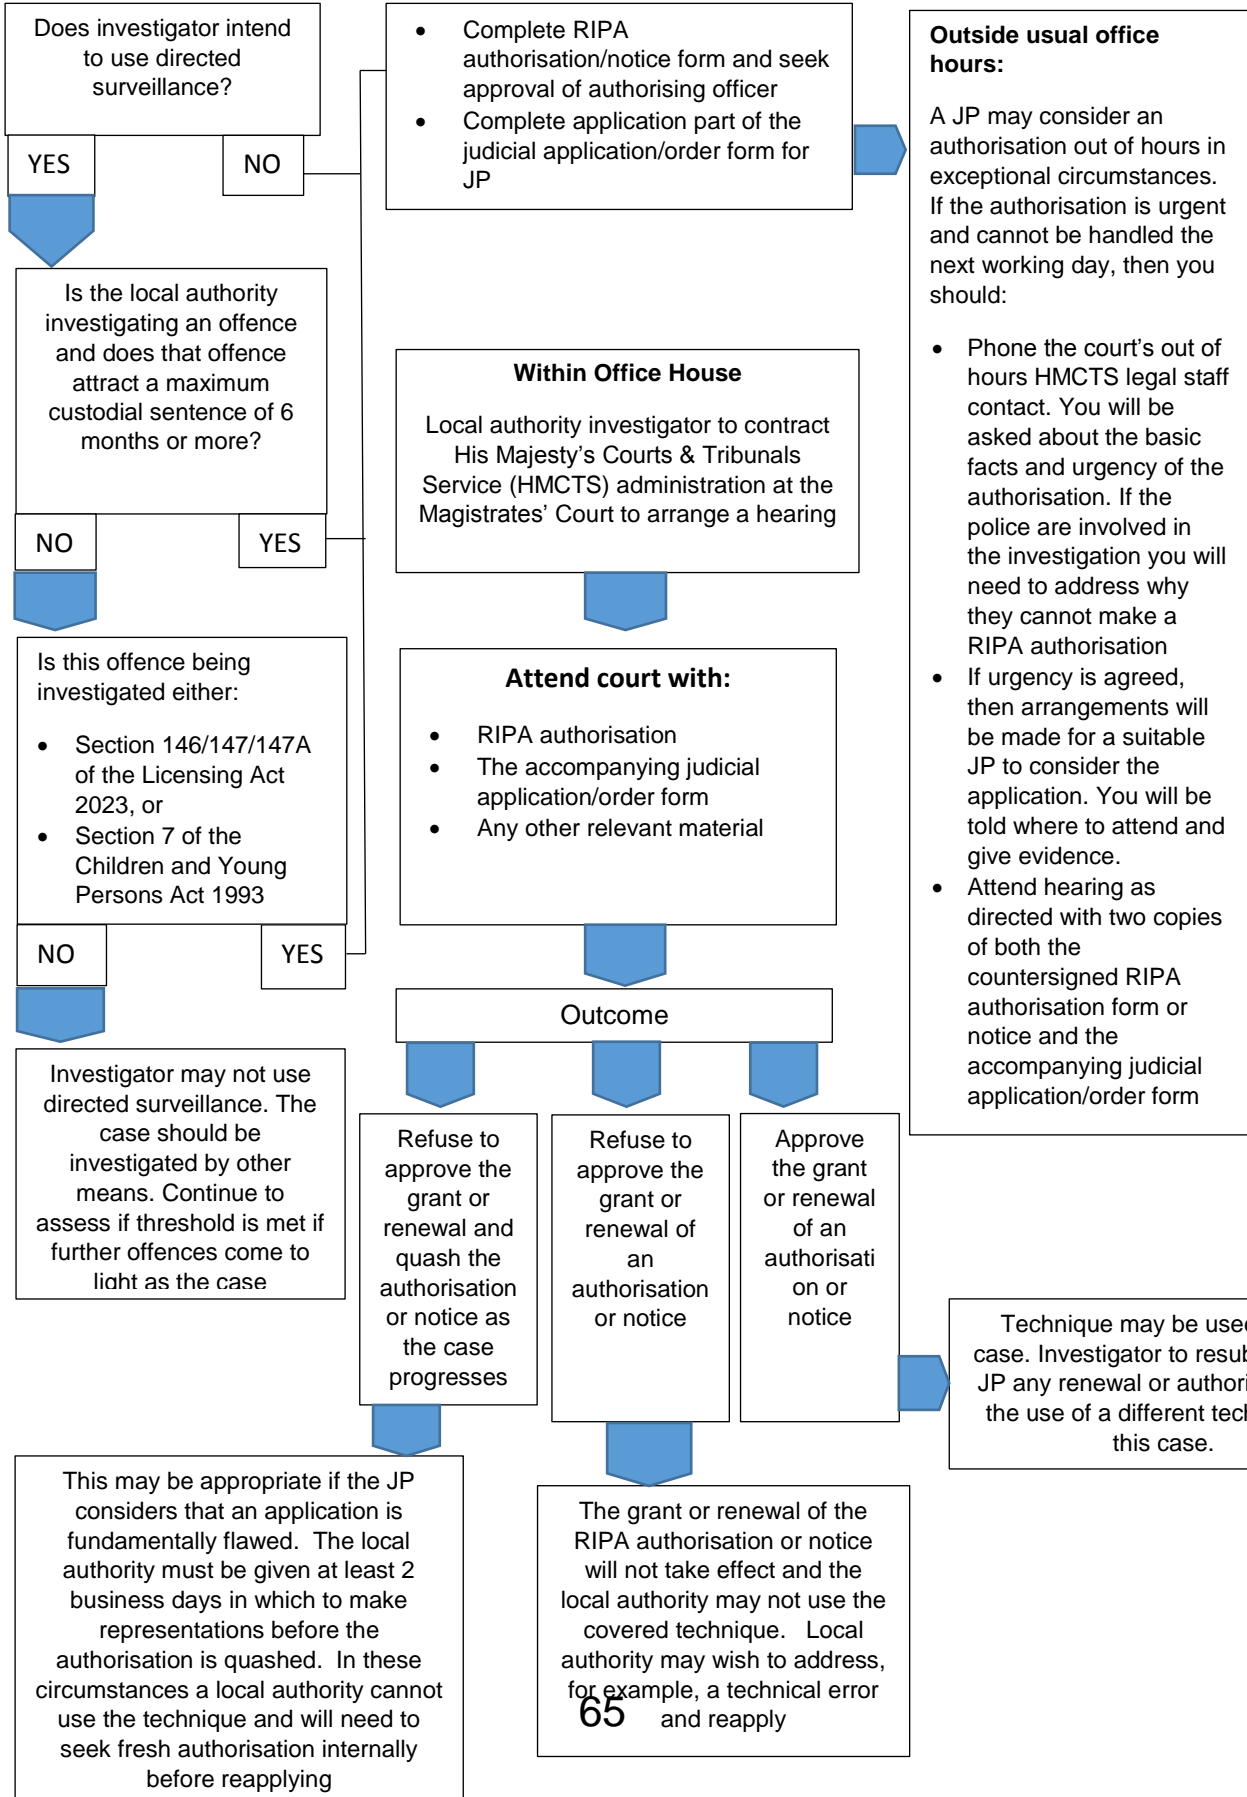 Does investigator intend
to use directed
surveillance?
YES
NO
Is the local authority
investigating an offence
and does that offence
attract a maximum
custodial sentence of 6
months or more?
NO
YES
Is this offence being
investigated either:
• Section 146/147/147A
of the Licensing Act
2023, or
• Section 7 of the
Children and Young
Persons Act 1993
NO
YES
Investigator may not use
directed surveillance. The
case should be
investigated by other
means. Continue to
assess if threshold is met if
further offences come to
light as the case
• Complete RIPA
authorisation/notice form and seek
approval of authorising officer
• Complete application part of the
judicial application/order form for
JP
Within Office House
Local authority investigator to contract
His Majesty's Courts & Tribunals
Service (HMCTS) administration at the
Magistrates' Court to arrange a hearing
Attend court with:
• RIPA authorisation
• The accompanying judicial
application/order form
• Any other relevant material
Outcome
Refuse to
approve the
grant or
renewal and
quash the
authorisation
or notice as
the case
progresses
Refuse to
approve the
grant or
renewal of
an
authorisation
or notice
Approve
the grant
or renewal
of an
authorisati
on or
notice
Outside usual office
hours:
A JP may consider an
authorisation out of hours in
exceptional circumstances.
If the authorisation is urgent
and cannot be handled the
next working day, then you
should:
• Phone the court's out of
hours HMCTS legal staff
contact. You will be
asked about the basic
facts and urgency of the
authorisation. If the
police are involved in
the investigation you will
need to address why
they cannot make a
RIPA authorisation
• If urgency is agreed,
then arrangements will
be made for a suitable
JP to consider the
application. You will be
told where to attend and
give evidence.
• Attend hearing as
directed with two copies
of both the
countersigned RIPA
authorisation form or
notice and the
accompanying judicial
application/order form
Technique may be
case. Investigator to
JP any renewal or
the use of a different
this case.
This may be appropriate if the JP
considers that an application is
fundamentally flawed. The local
authority must be given at least 2
business days in which to make
representations before the
authorisation is quashed. In these
circumstances a local authority cannot
use the technique and will need to
seek fresh authorisation internally
before reapplying
The grant or renewal of the
RIPA authorisation or notice
will not take effect and the
local authority may not use the
covered technique. Local
authority may wish to address,
for example, a technical error
and reapply
65